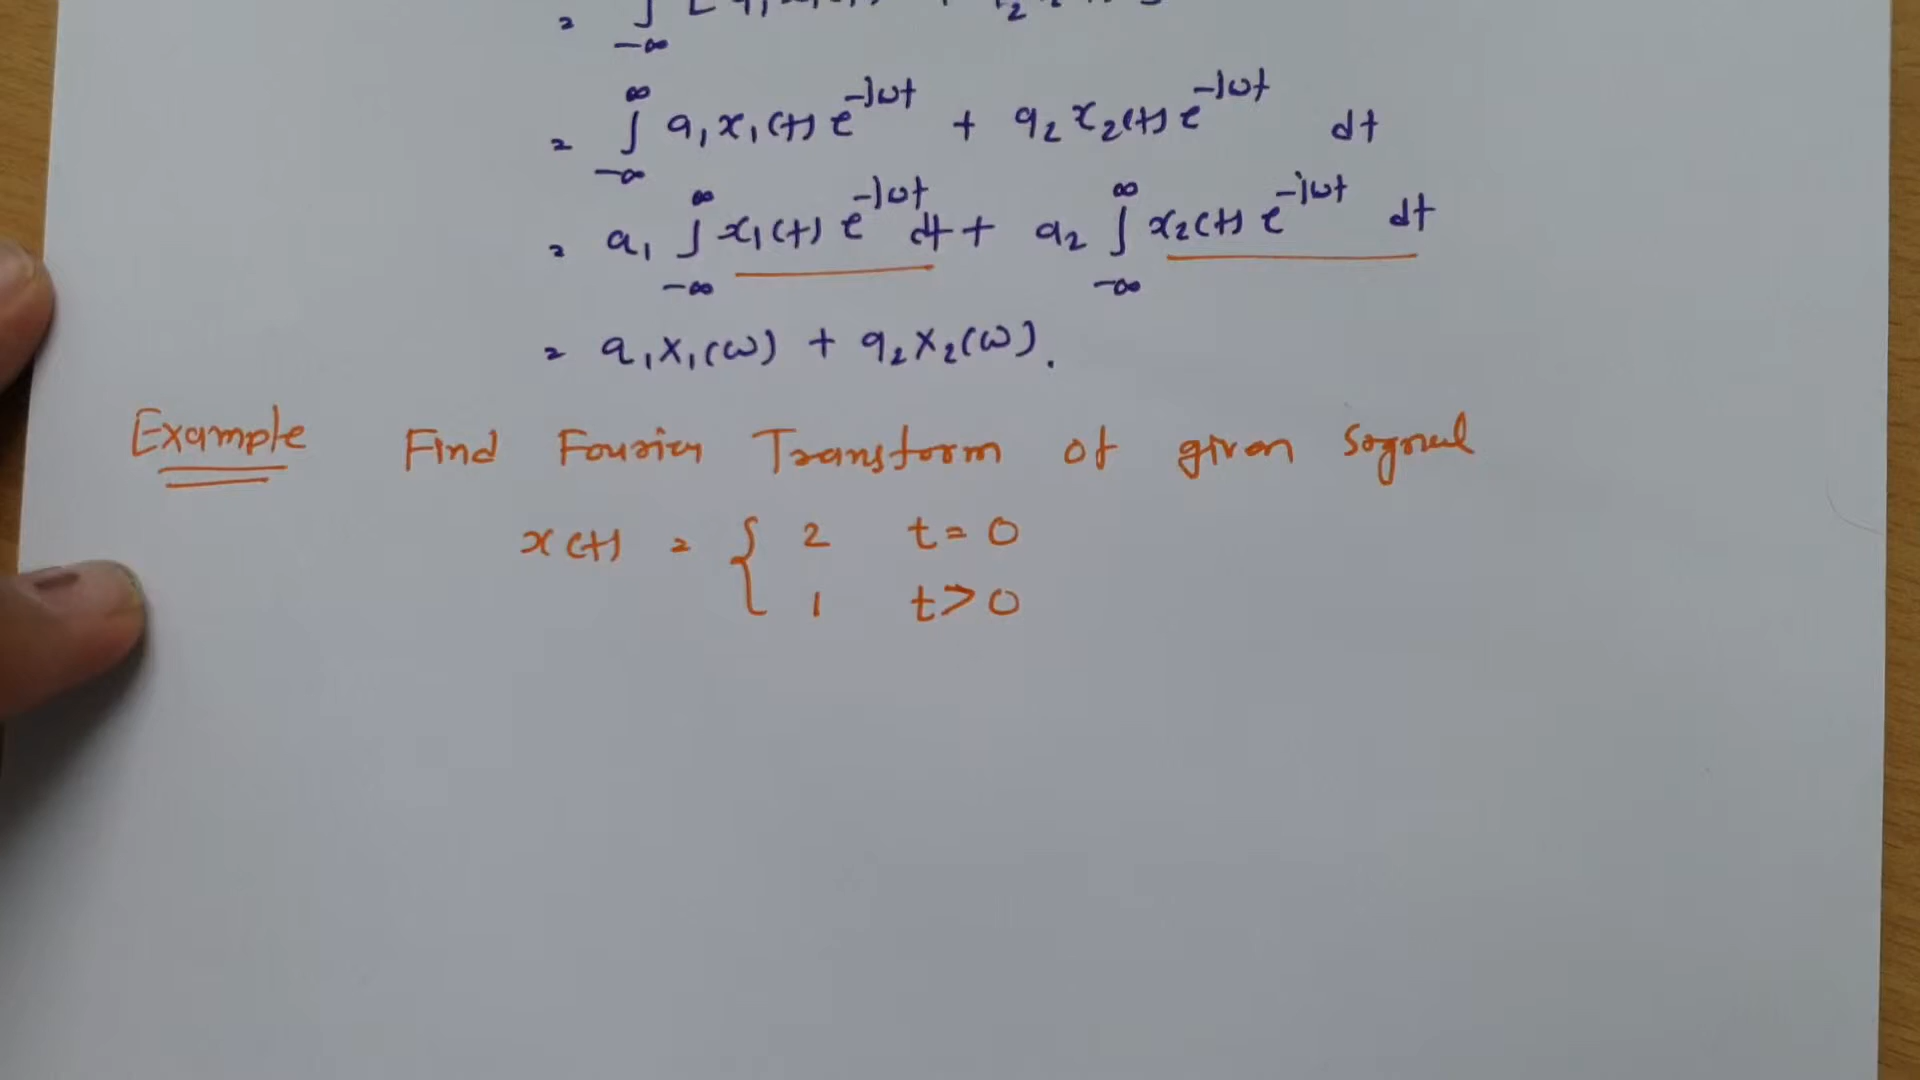 = ∫_{-∞}^{∞} a₁x₁(t) e^{-jωt} + a₂x₂(t) e^{-jωt} dt
= a₁ ∫_{-∞}^{∞} x₁(t) e^{-jωt} dt + a₂ ∫_{-∞}^{∞} x₂(t) e^{-jωt} dt
= a₁X₁(ω) + a₂X₂(ω).
Example Find Fourier Transform of given signal
x(t) = { 2 t = 0
1 t > 0